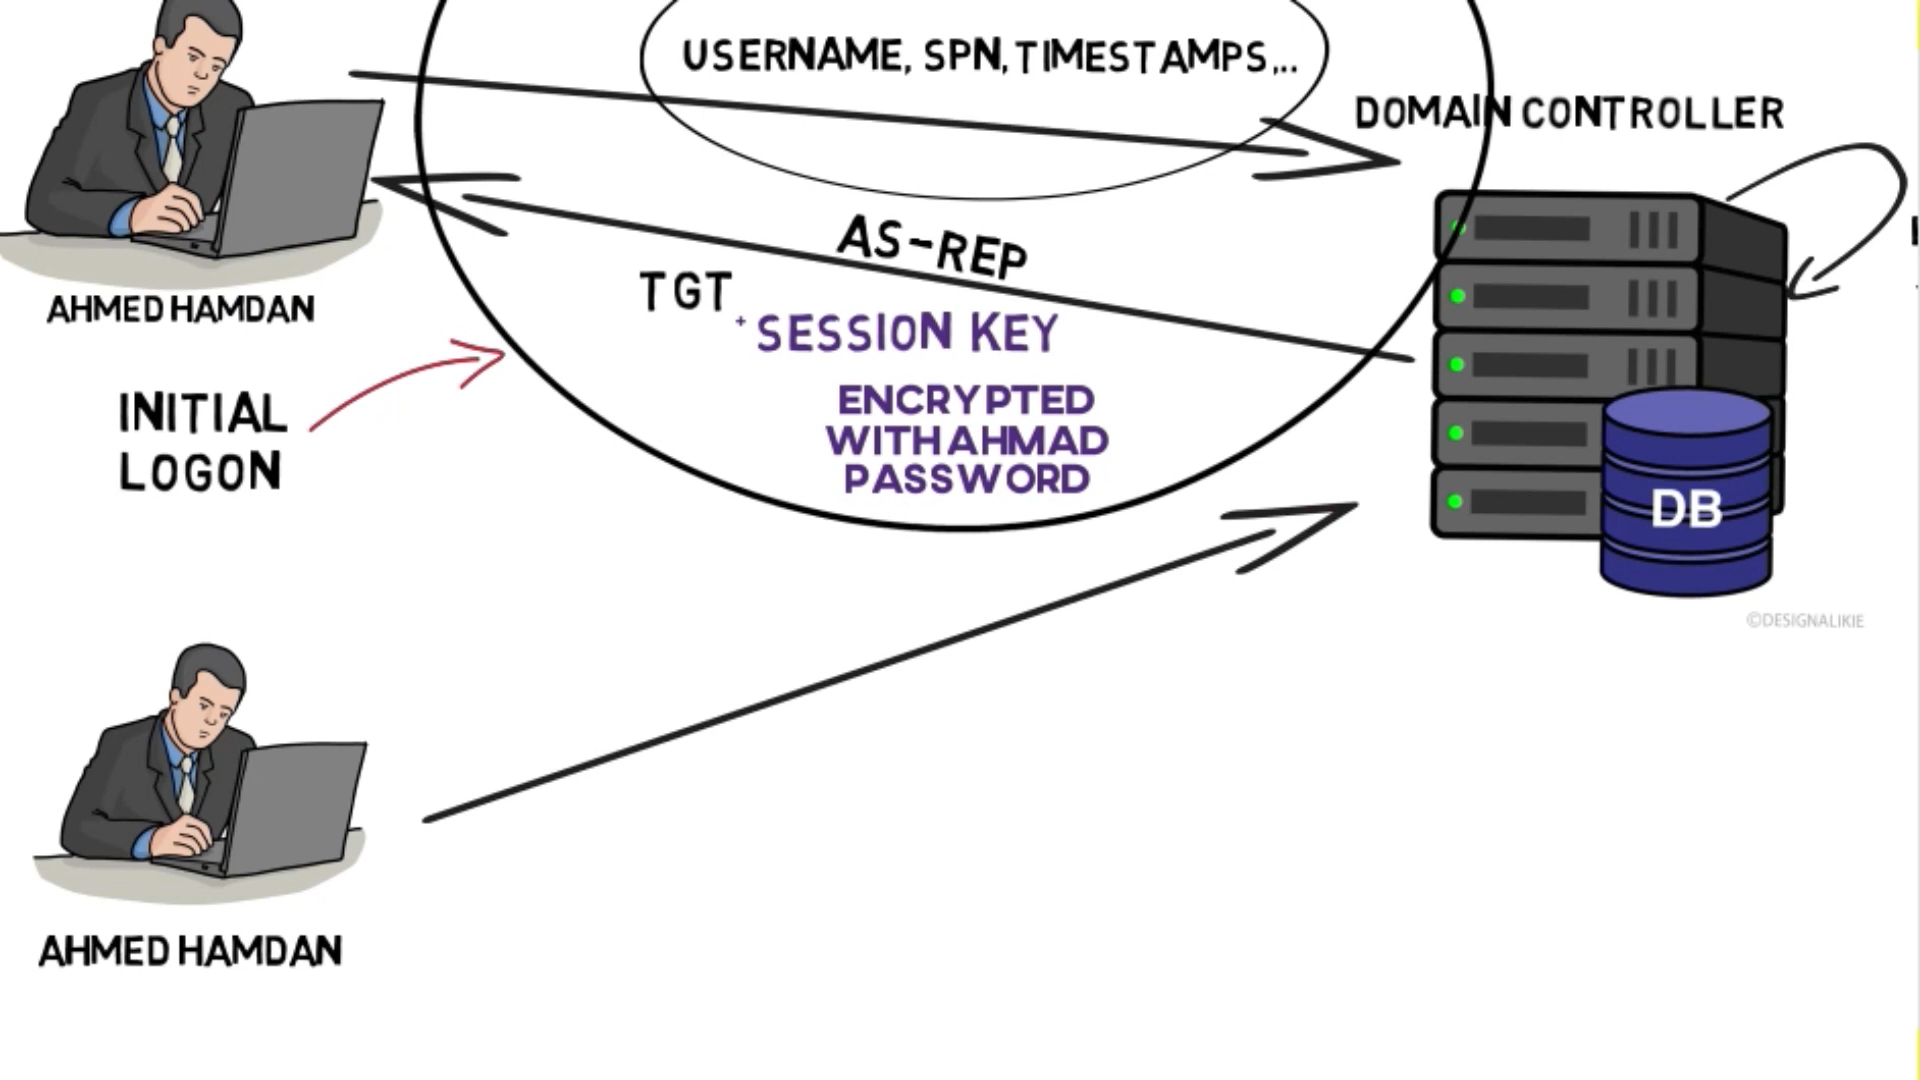 USERNAME, SPN, TIMESTAMPS,..
DOMAIN CONTROLLER
AS-REP
TGT
+ SESSION KEY
AHMED HAMDAN
ENCRYPTED
WITH AHMAD
PASSWORD
INITIAL
LOGON
DB
©DESIGNALIKIE
AHMED HAMDAN